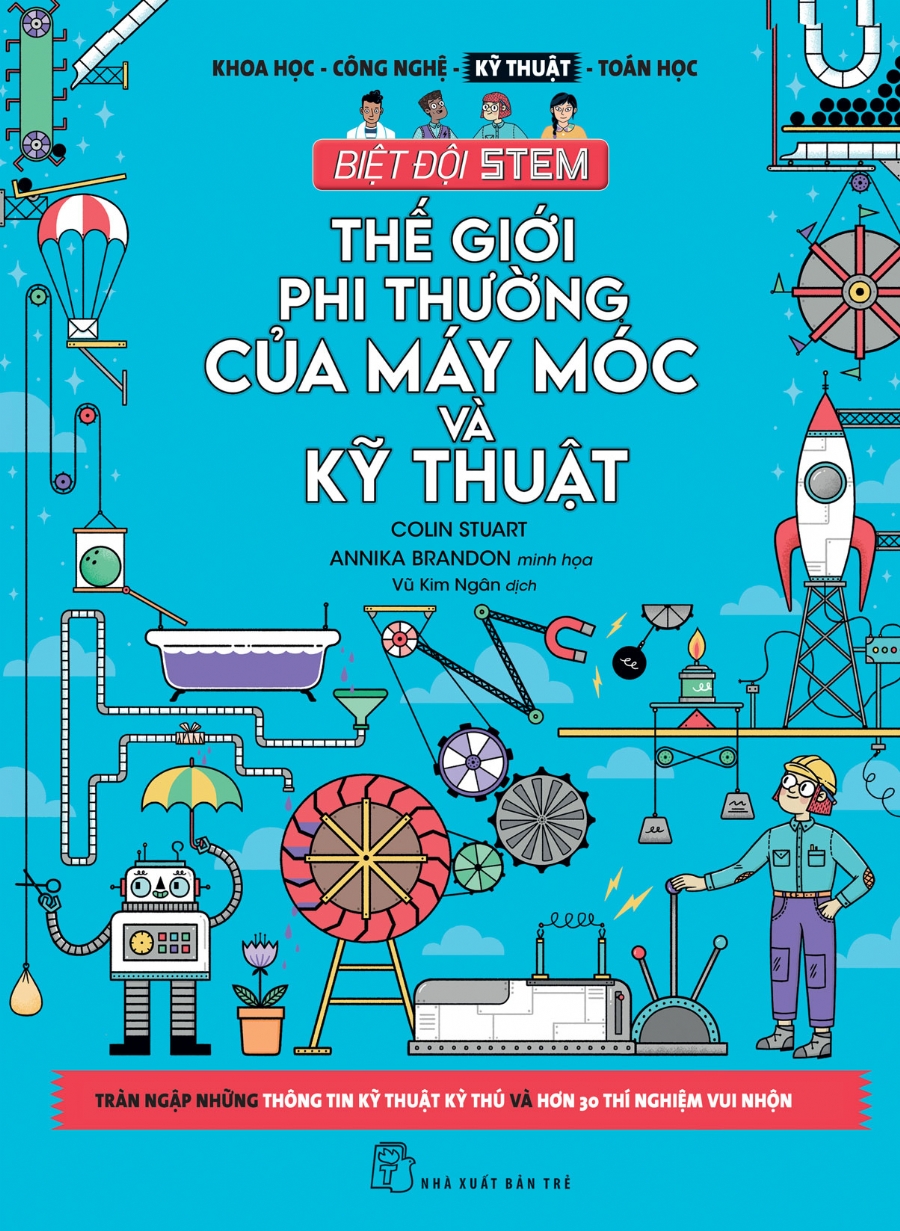 KHOA HỌC - CÔNG NGHỆ - KỸ THUẬT - TOÁN HỌC
BIỆT ĐỘI STEM
THẾ GIỚI
PHI THƯỜNG
CỦA MÁY MÓC
VÀ
KỸ THUẬT
COLIN STUART
ANNIKA BRANDON minh họa
Vũ Kim Ngân dịch
TRÀN NGẬP NHỮNG THÔNG TIN KỸ THUẬT KỲ THÚ VÀ HƠN 30 THÍ NGHIỆM VUI NHỘN
NHÀ XUẤT BẢN TRẺ